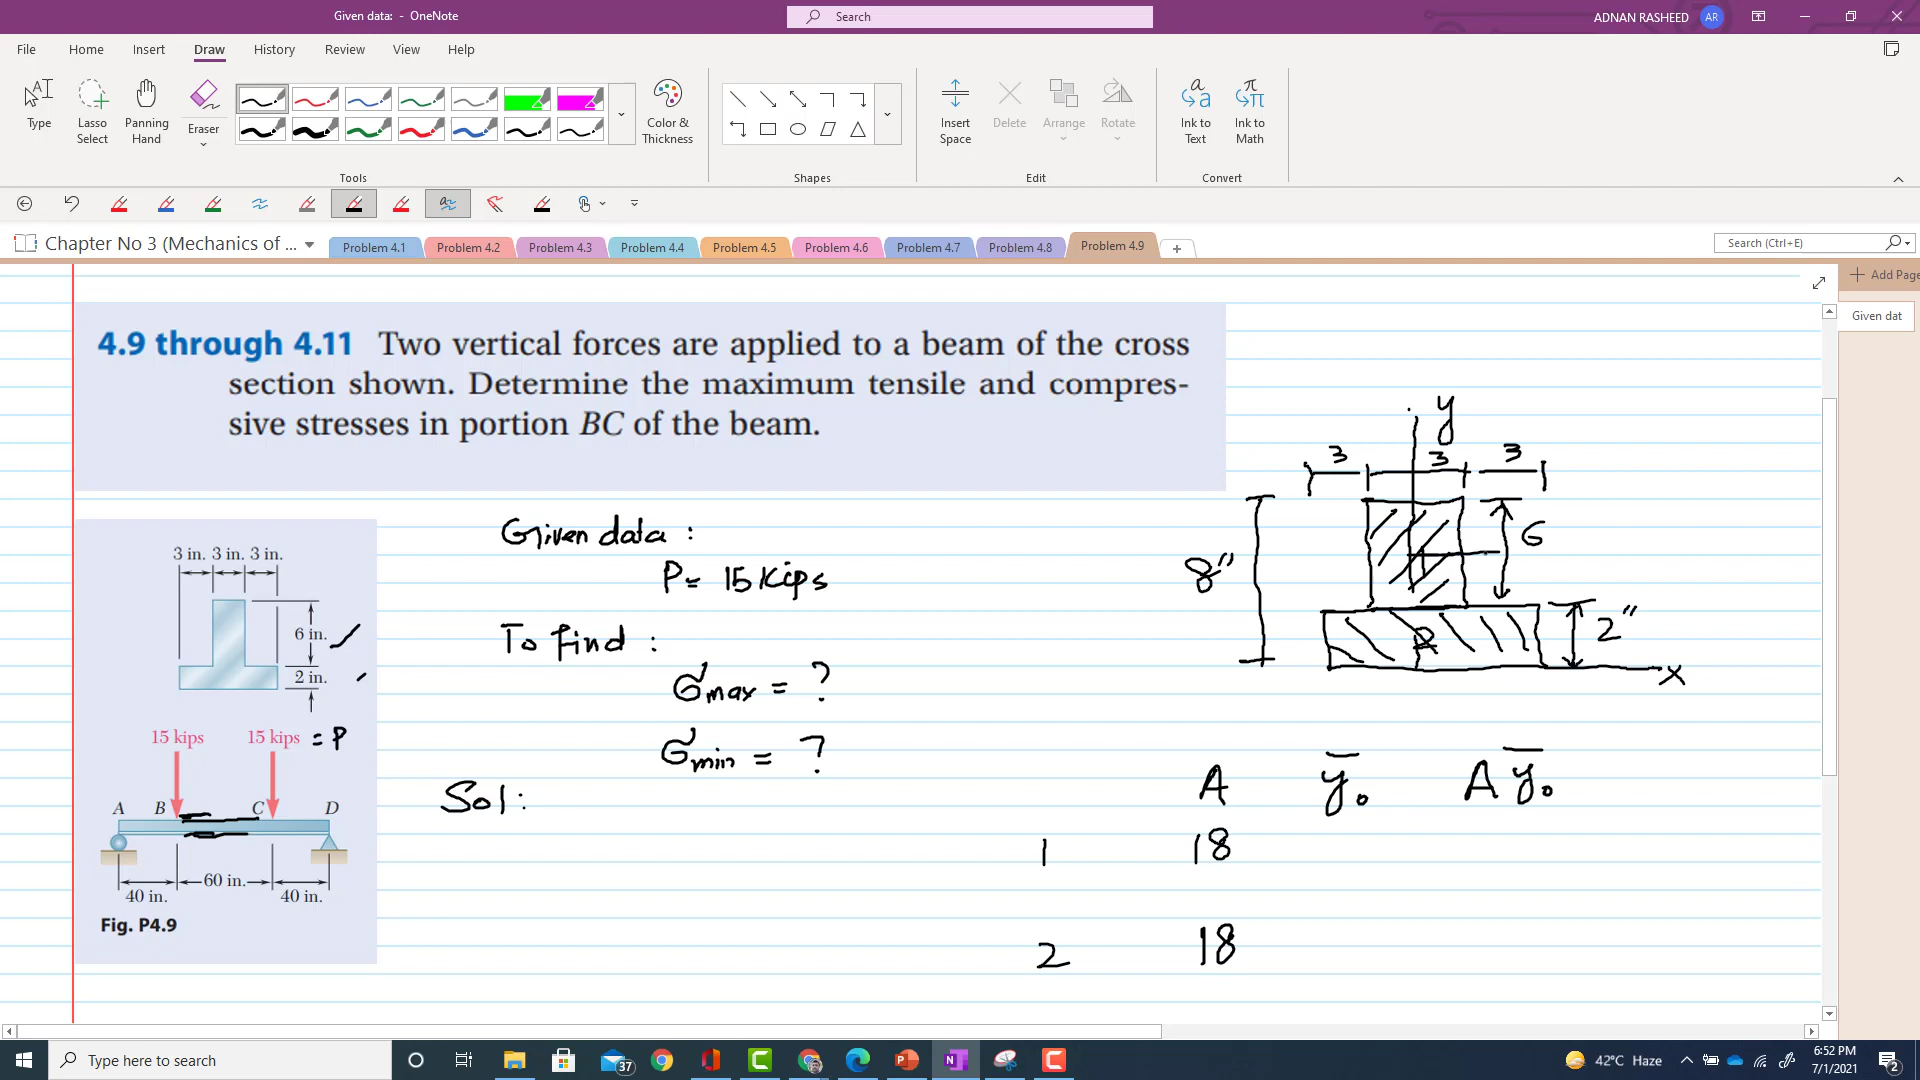 Given data: - OneNote
Search
ADNAN RASHEED
AR
File Home Insert Draw History Review View Help
Type
Lasso Select
Panning Hand
Eraser
Color & Thickness
Insert Space
Delete
Arrange
Rotate
Ink to Text
Ink to Math
Tools
Shapes
Edit
Convert
Chapter No 3 (Mechanics of ...
Problem 4.1
Problem 4.2
Problem 4.3
Problem 4.4
Problem 4.5
Problem 4.6
Problem 4.7
Problem 4.8
Problem 4.9
Search (Ctrl+E)
Add Page
Given dat
4.9 through 4.11 Two vertical forces are applied to a beam of the cross
section shown. Determine the maximum tensile and compres-
sive stresses in portion BC of the beam.
3 in. 3 in. 3 in.
6 in.
2 in.
15 kips 15 kips = P
A B C D
40 in. 60 in. 40 in.
Fig. P4.9
Given data :
P= 15 Kips
To find :
σmax = ?
σmin = ?
Sol:
y
3 3 3
8"
6
2"
x
A ȳ₀ A ȳ₀
1 18
2 18
Type here to search
37
42°C Haze
6:52 PM
7/1/2021
2